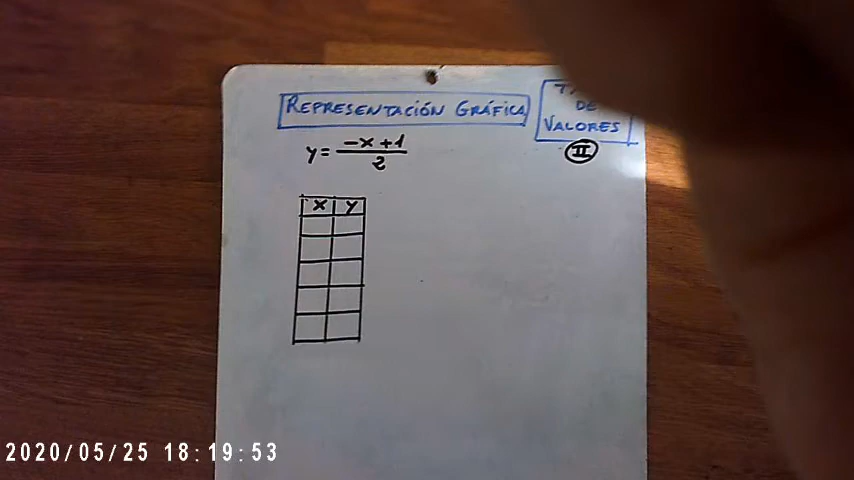 REPRESENTACIÓN GRÁFICA
DE
VALORES
II
y = -x+1
2
x y
2020/05/25 18:19:53